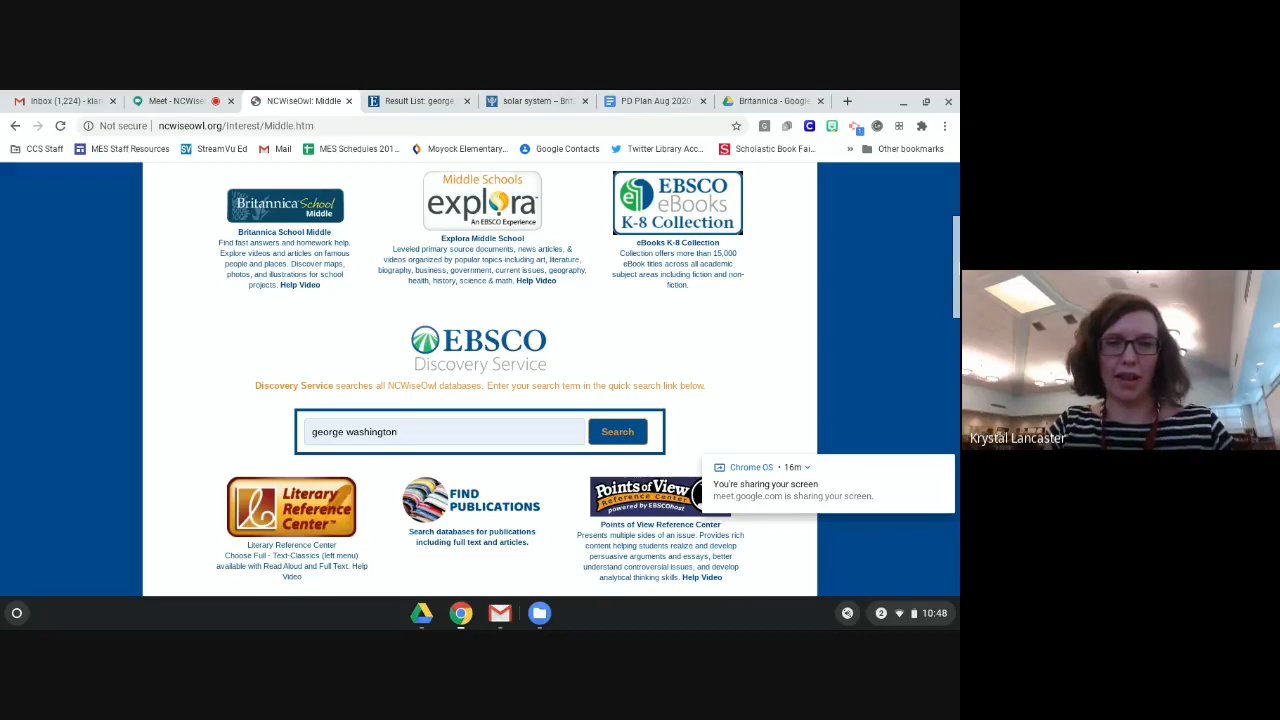 Inbox (1,224) - klan
Meet - NCWise
NCWiseOwl: Middle
Result List: george
solar system – Brit
PD Plan Aug 2020
Britannica - Google
Not secure
ncwiseowl.org/Interest/Middle.htm
CCS Staff
MES Staff Resources
StreamVu Ed
Mail
MES Schedules 201...
Moyock Elementary...
Google Contacts
Twitter Library Acc...
Scholastic Book Fai...
Other bookmarks
Britannica School
Middle
Britannica School Middle
Find fast answers and homework help.
Explore videos and articles on famous
people and places. Discover maps,
photos, and illustrations for school
projects. Help Video
Middle Schools
explora
An EBSCO Experience
Explora Middle School
Leveled primary source documents, news articles, &
videos organized by popular topics including art, literature,
biography, business, government, current issues, geography,
health, history, science & math. Help Video
EBSCO
eBooks
K-8 Collection
eBooks K-8 Collection
Collection offers more than 15,000
eBook titles across all academic
subject areas including fiction and non-
fiction.
EBSCO
Discovery Service
Discovery Service searches all NCWiseOwl databases. Enter your search term in the quick search link below.
george washington
Search
Literary
Reference
Center™
Literary Reference Center
Choose Full - Text-Classics (left menu)
available with Read Aloud and Full Text. Help
Video
FIND
PUBLICATIONS
Search databases for publications
including full text and articles.
Points of View
Reference Center
powered by EBSCOhost
Points of View Reference Center
Presents multiple sides of an issue. Provides rich
content helping students realize and develop
persuasive arguments and essays, better
understand controversial issues, and develop
analytical thinking skills. Help Video
Chrome OS • 16m
You're sharing your screen
meet.google.com is sharing your screen.
2
10:48
Krystal Lancaster